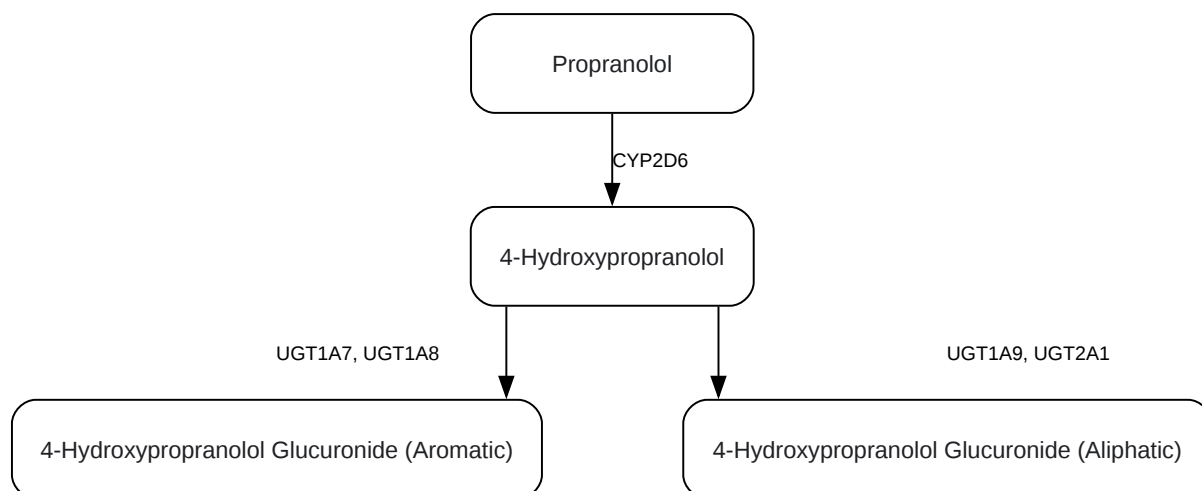 Propranolol
CYP2D6
4-Hydroxypropranolol
UGT1A7, UGT1A8
UGT1A9, UGT2A1
4-Hydroxypropranolol Glucuronide (Aromatic)
4-Hydroxypropranolol Glucuronide (Aliphatic)